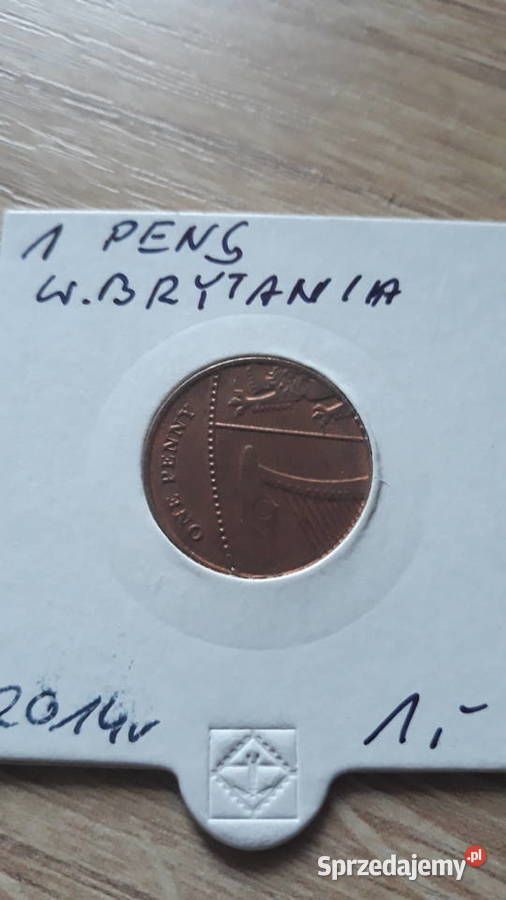 1 PENS
W.BRYTANIA
ONE PENNY
2014r
1,-
Sprzedajemy.pl